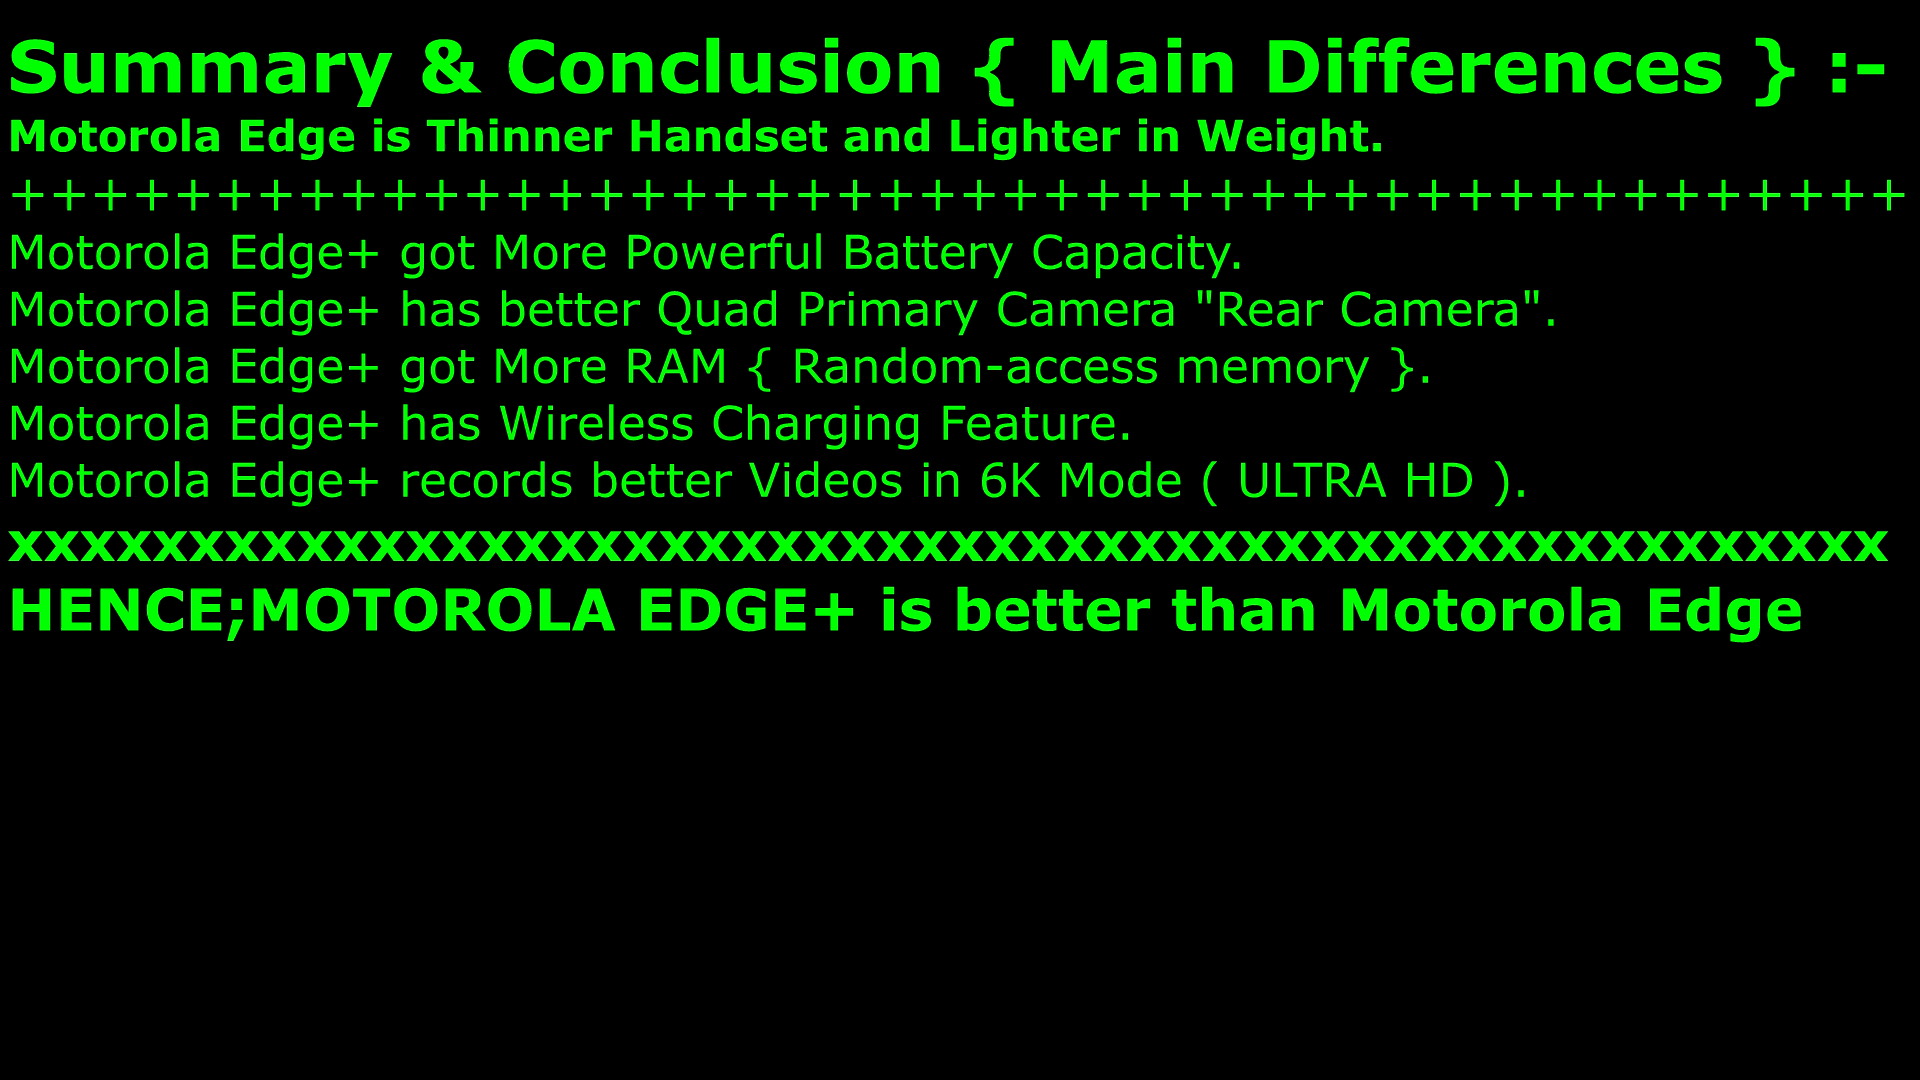 Summary & Conclusion { Main Differences } :-
Motorola Edge is Thinner Handset and Lighter in Weight.
++++++++++++++++++++++++++++++++++++++++++++++
Motorola Edge+ got More Powerful Battery Capacity.
Motorola Edge+ has better Quad Primary Camera "Rear Camera".
Motorola Edge+ got More RAM { Random-access memory }.
Motorola Edge+ has Wireless Charging Feature.
Motorola Edge+ records better Videos in 6K Mode ( ULTRA HD ).
xxxxxxxxxxxxxxxxxxxxxxxxxxxxxxxxxxxxxxxxxxxxxxxxxxxx
HENCE;MOTOROLA EDGE+ is better than Motorola Edge